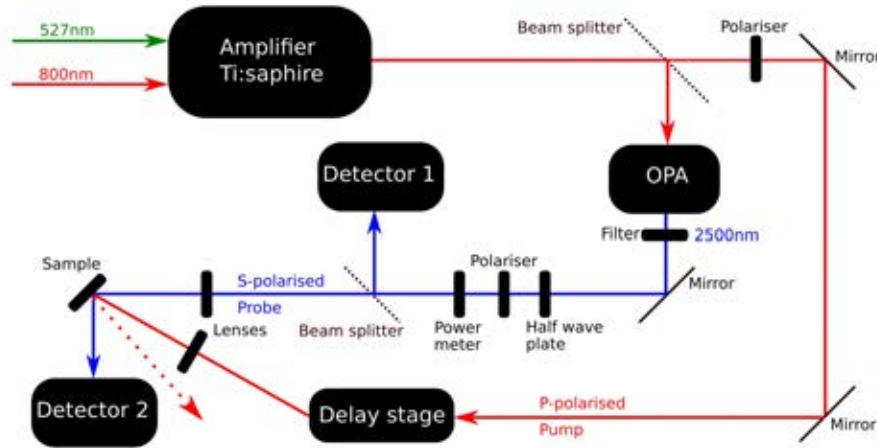 527nm
800nm
Amplifier
Ti:saphire
Beam splitter
Polariser
Mirror
Detector 1
OPA
Filter
2500nm
Sample
S-polarised
Probe
Lenses
Beam splitter
Polariser
Power
meter
Half wave
plate
Mirror
Detector 2
Delay stage
P-polarised
Pump
Mirror